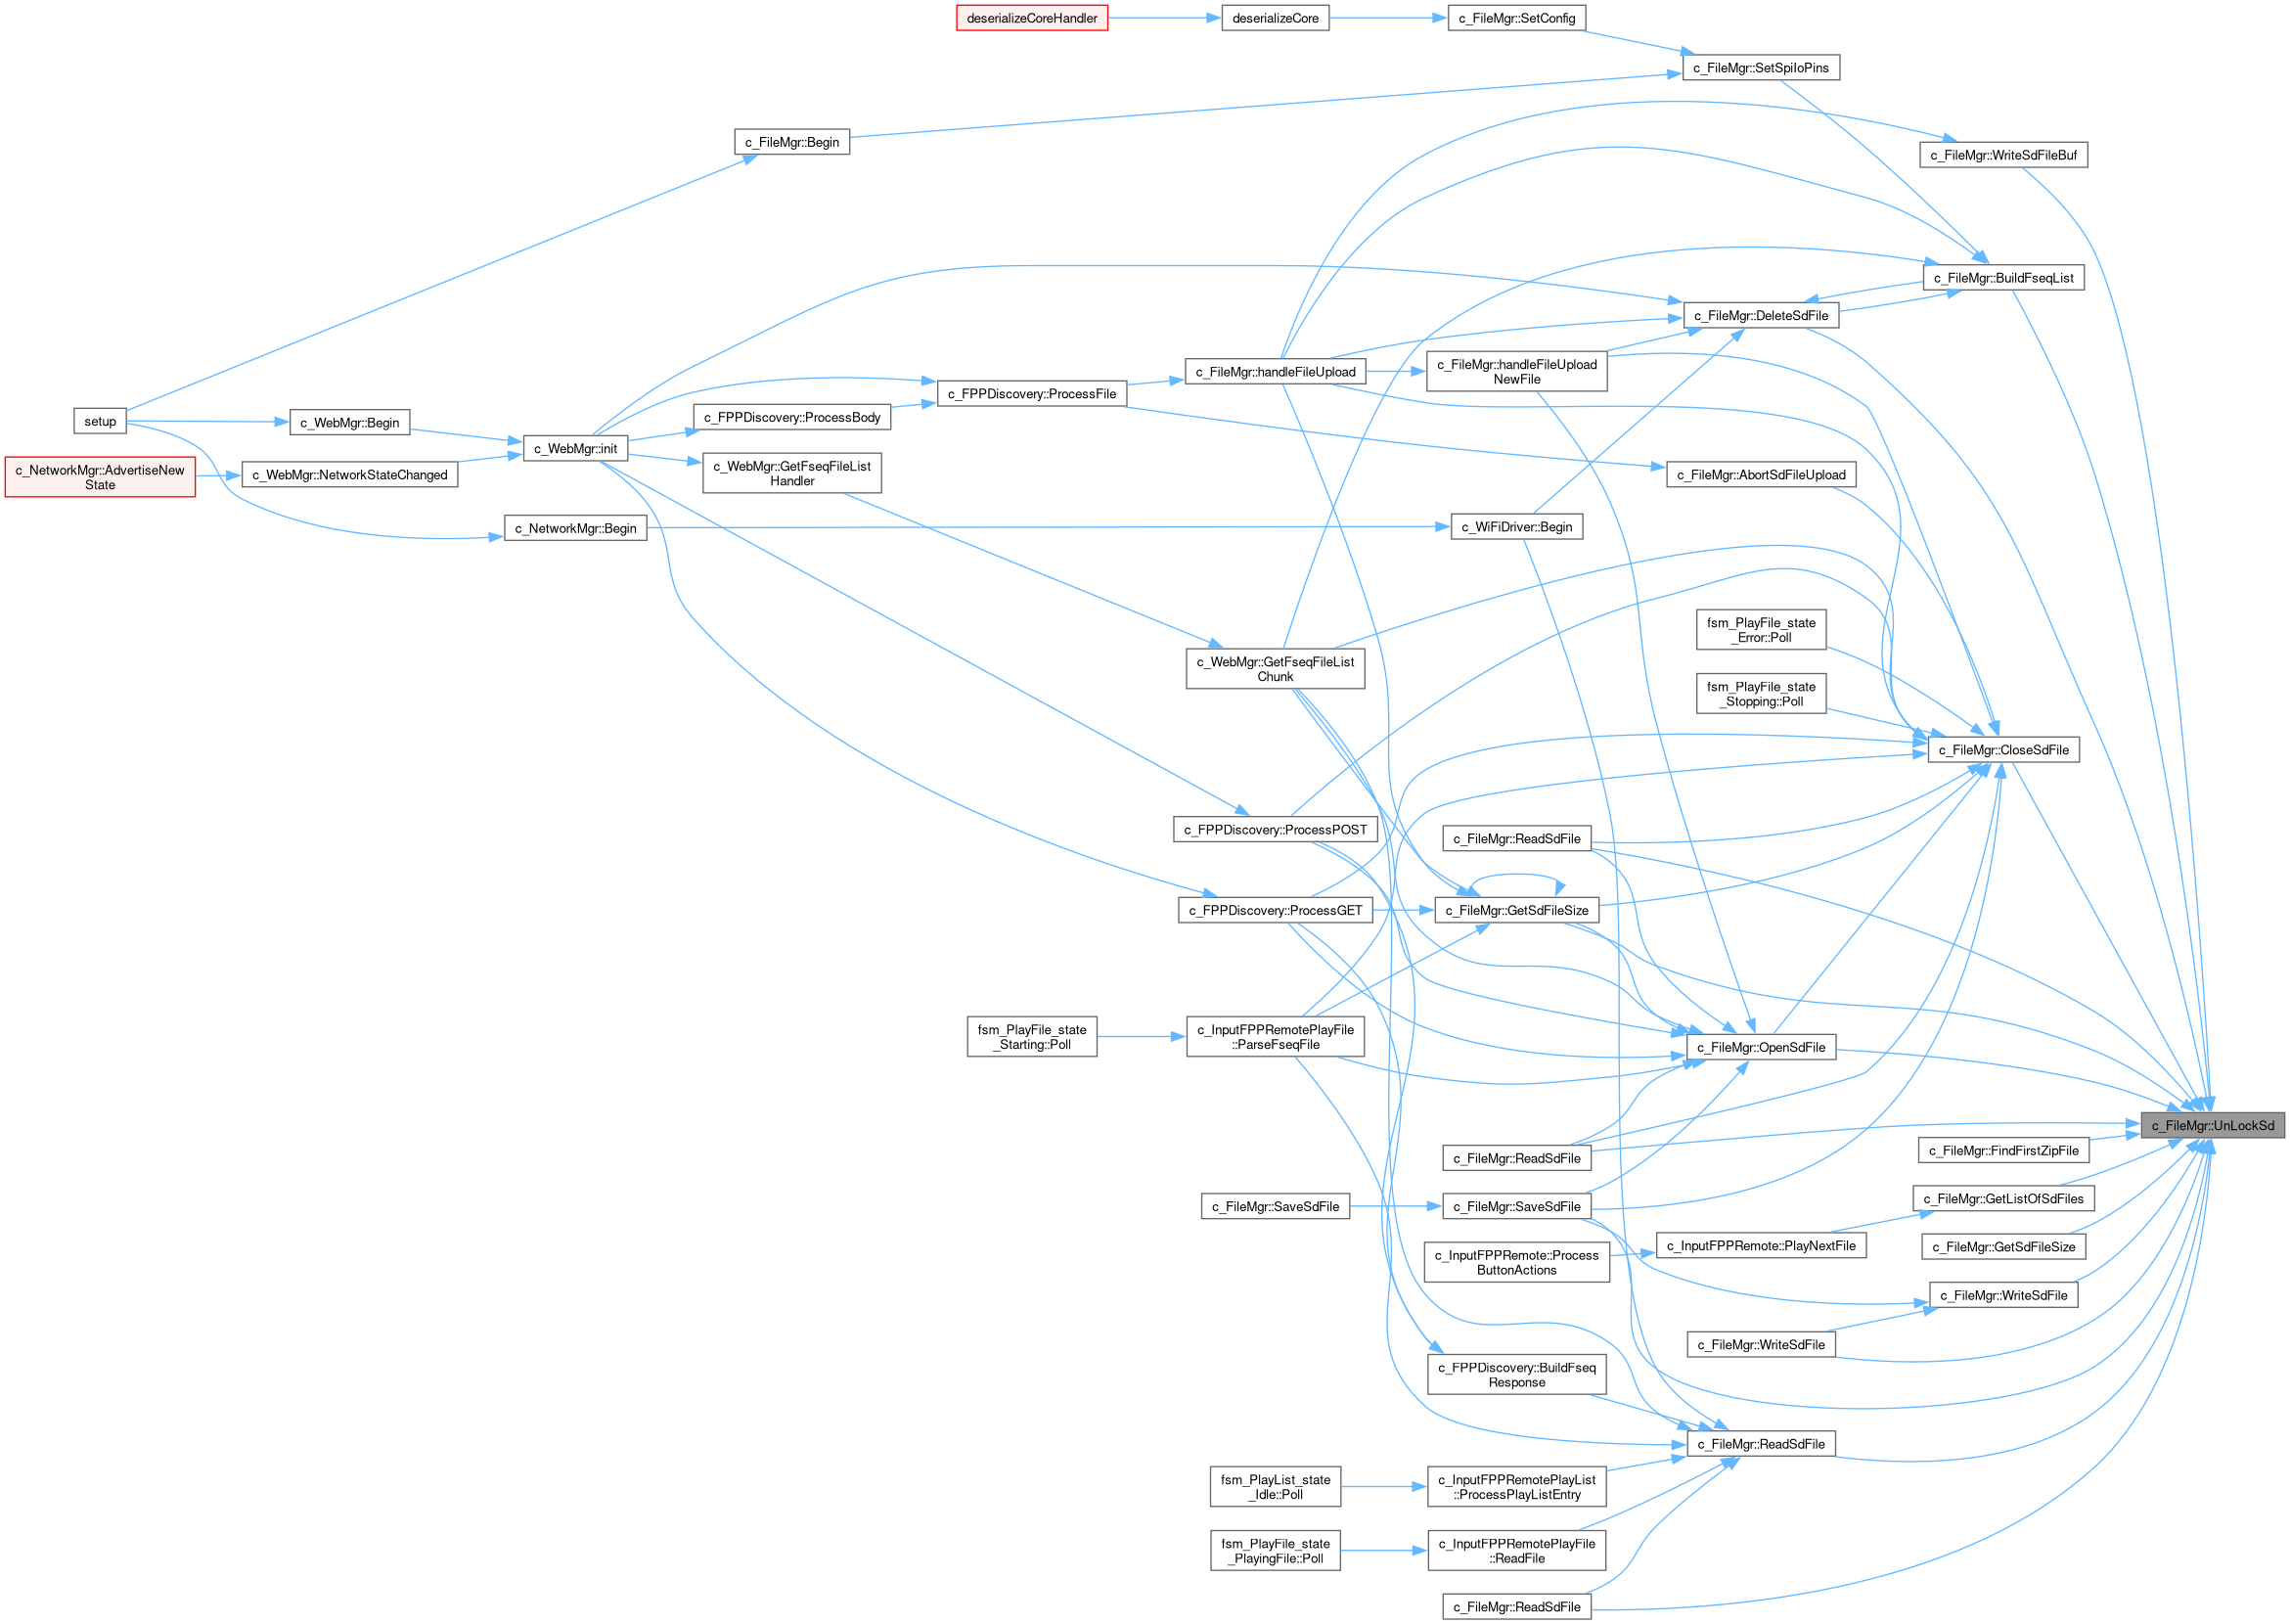 deserializeCoreHandler
deserializeCore
c_FileMgr::SetConfig
c_FileMgr::SetSpiIoPins
c_FileMgr::Begin
c_FileMgr::WriteSdFileBuf
c_FileMgr::BuildFseqList
c_FileMgr::DeleteSdFile
c_FileMgr::handleFileUpload
c_FileMgr::handleFileUpload
NewFile
c_FPPDiscovery::ProcessFile
c_FPPDiscovery::ProcessBody
setup
c_WebMgr::Begin
c_WebMgr::init
c_NetworkMgr::AdvertiseNew
State
c_WebMgr::NetworkStateChanged
c_WebMgr::GetFseqFileList
Handler
c_FileMgr::AbortSdFileUpload
c_NetworkMgr::Begin
c_WiFiDriver::Begin
fsm_PlayFile_state
_Error::Poll
c_WebMgr::GetFseqFileList
Chunk
fsm_PlayFile_state
_Stopping::Poll
c_FileMgr::CloseSdFile
c_FPPDiscovery::ProcessPOST
c_FileMgr::ReadSdFile
c_FPPDiscovery::ProcessGET
c_FileMgr::GetSdFileSize
fsm_PlayFile_state
_Starting::Poll
c_InputFPPRemotePlayFile
::ParseFseqFile
c_FileMgr::OpenSdFile
c_FileMgr::UnLockSd
c_FileMgr::ReadSdFile
c_FileMgr::FindFirstZipFile
c_FileMgr::SaveSdFile
c_FileMgr::SaveSdFile
c_FileMgr::GetListOfSdFiles
c_InputFPPRemote::Process
ButtonActions
c_InputFPPRemote::PlayNextFile
c_FileMgr::GetSdFileSize
c_FileMgr::WriteSdFile
c_FileMgr::WriteSdFile
c_FPPDiscovery::BuildFseq
Response
c_FileMgr::ReadSdFile
fsm_PlayList_state
_Idle::Poll
c_InputFPPRemotePlayList
::ProcessPlayListEntry
fsm_PlayFile_state
_PlayingFile::Poll
c_InputFPPRemotePlayFile
::ReadFile
c_FileMgr::ReadSdFile